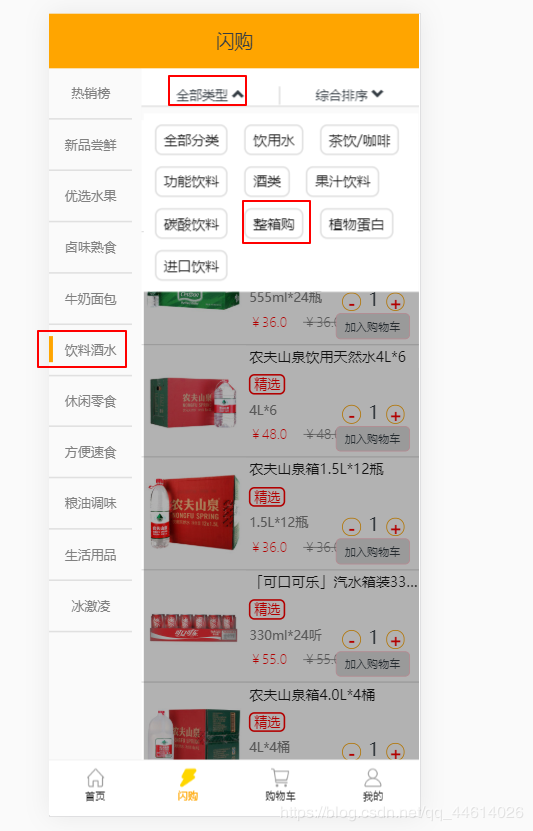 闪购
热销榜
新品尝鲜
优选水果
卤味熟食
牛奶面包
饮料酒水
休闲零食
方便速食
粮油调味
生活用品
冰激凌
全部类型 综合排序
全部分类 饮用水 茶饮/咖啡
功能饮料 酒类 果汁饮料
碳酸饮料 整箱购 植物蛋白
进口饮料
555ml*24瓶
- 1 +
￥36.0 ￥36.
加入购物车
农夫山泉饮用天然水4L*6
精选
4L*6
- 1 +
￥48.0 ￥48.
加入购物车
农夫山泉箱1.5L*12瓶
精选
1.5L*12瓶
- 1 +
￥36.0 ￥36.
加入购物车
「可口可乐」汽水箱装33...
精选
330ml*24听
- 1 +
￥55.0 ￥55.
加入购物车
农夫山泉箱4.0L*4桶
精选
4L*4桶
- 1 +
农夫山泉
农夫山泉
NONGFU SPRING
首页 闪购 购物车 我的
https://blog.csdn.net/qq_44614026